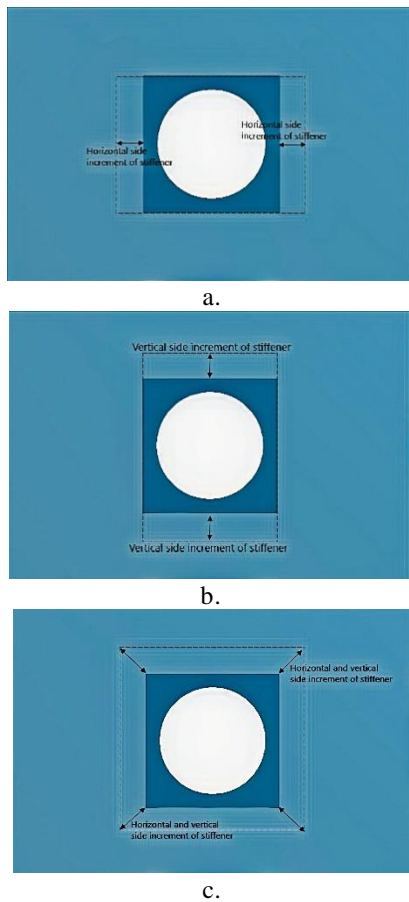 Horizontal side
increment of stiffener
Horizontal side
increment of stiffener
a.
Vertical side increment of stiffener
Vertical side increment of stiffener
b.
Horizontal and vertical
side increment of stiffener
Horizontal and vertical
side increment of stiffener
c.